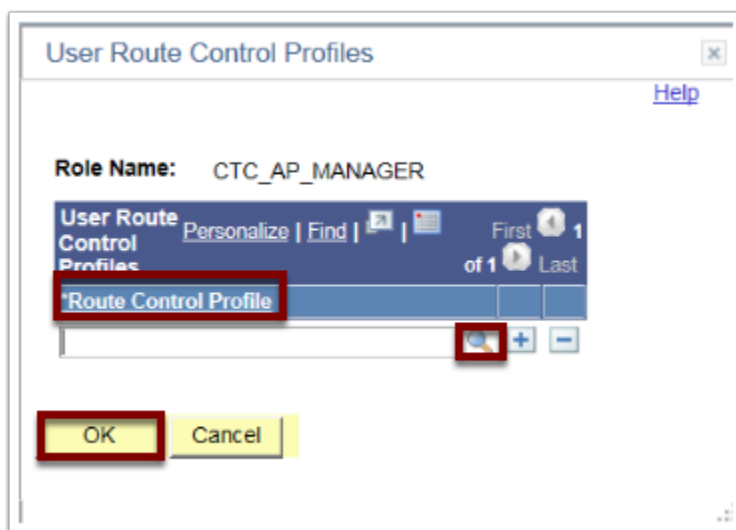 User Route Control Profiles
Help
Role Name: CTC_AP_MANAGER
User Route Control Profiles
Personalize | Find | |
First 1 of 1 Last
*Route Control Profile
OK Cancel